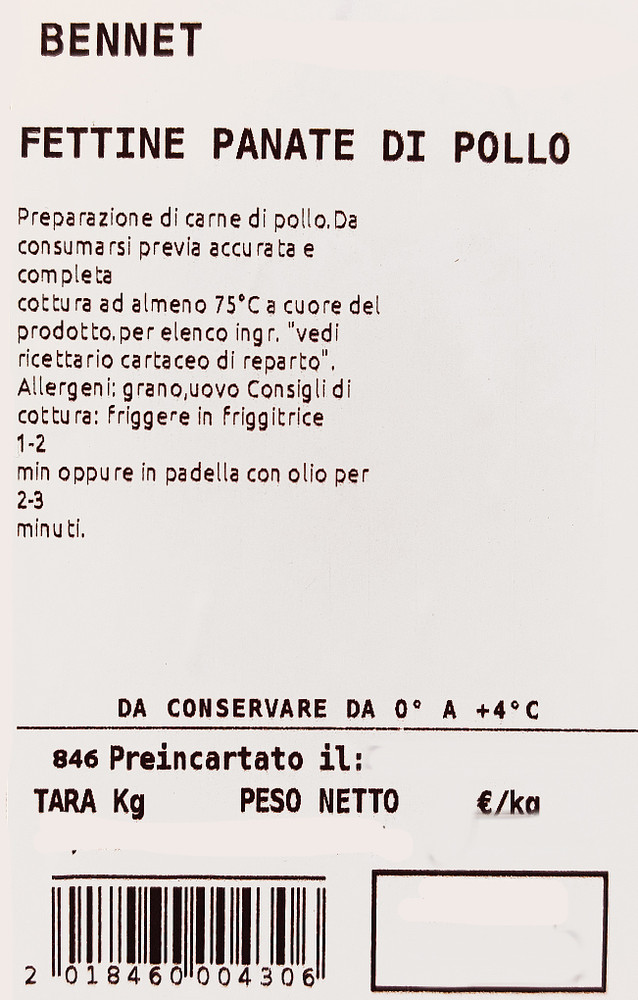 BENNET
FETTINE PANATE DI POLLO
Preparazione di carne di pollo.Da
consumarsi previa accurata e
completa
cottura ad almeno 75°C a cuore del
prodotto.per elenco ingr. "vedi
ricettario cartaceo di reparto".
Allergeni: grano,uovo Consigli di
cottura: friggere in friggitrice
1-2
min oppure in padella con olio per
2-3
minuti.
DA CONSERVARE DA 0° A +4°C
846 Preincartato il:
TARA Kg PESO NETTO €/kg
2 018460 004306